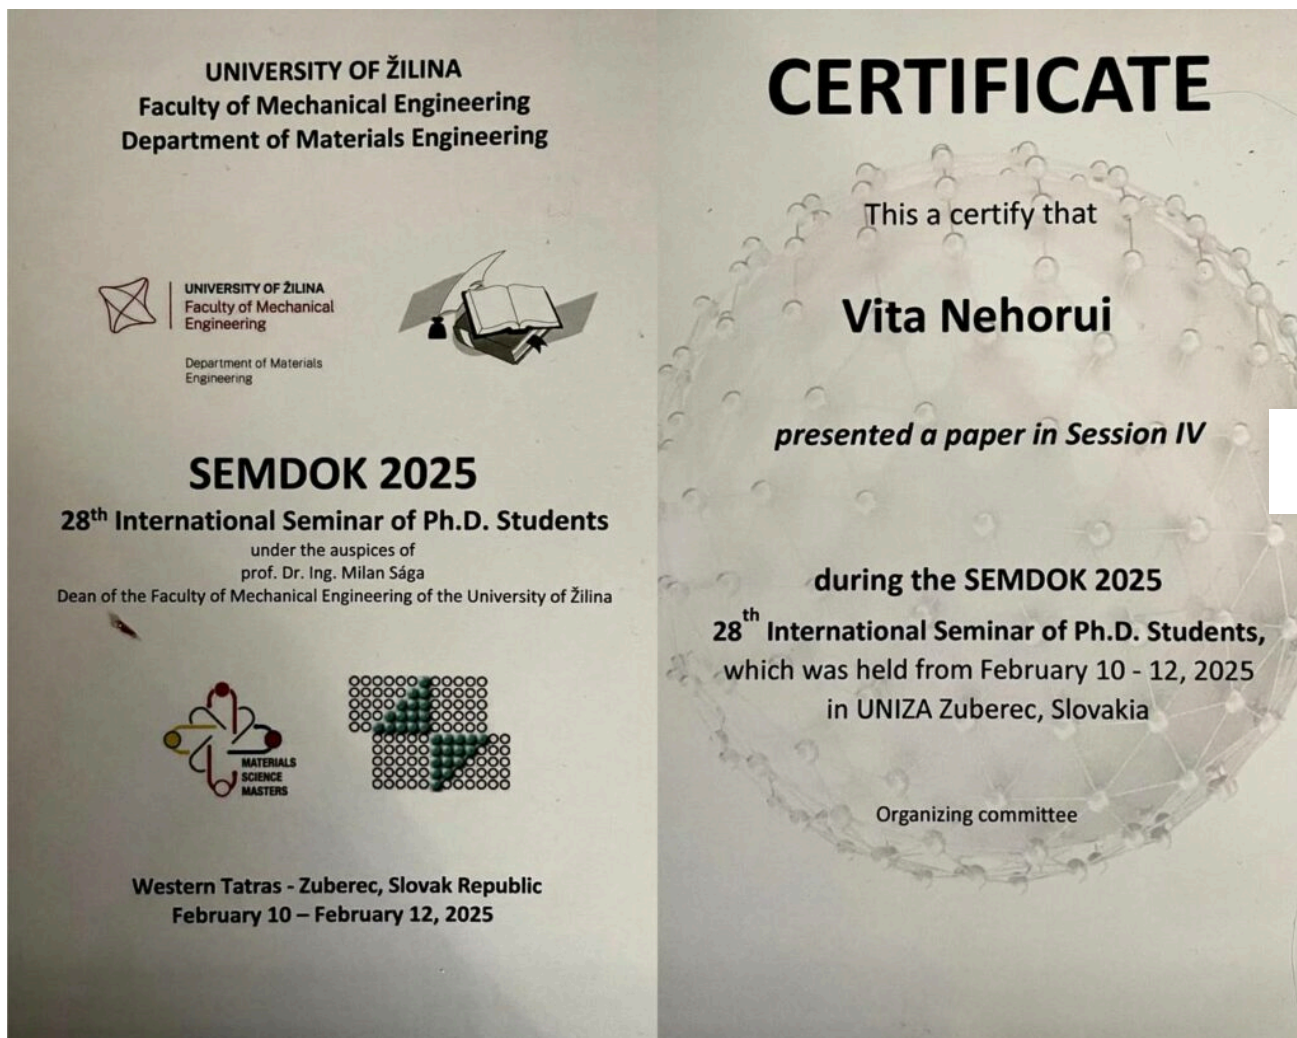 UNIVERSITY OF ŽILINA
Faculty of Mechanical Engineering
Department of Materials Engineering
UNIVERSITY OF ŽILINA
Faculty of Mechanical
Engineering
Department of Materials
Engineering
SEMDOK 2025
28th International Seminar of Ph.D. Students
under the auspices of
prof. Dr. Ing. Milan Sága
Dean of the Faculty of Mechanical Engineering of the University of Žilina
MATERIALS
SCIENCE
MASTERS
Western Tatras - Zuberec, Slovak Republic
February 10 – February 12, 2025
CERTIFICATE
This a certify that
Vita Nehorui
presented a paper in Session IV
during the SEMDOK 2025
28th International Seminar of Ph.D. Students,
which was held from February 10 - 12, 2025
in UNIZA Zuberec, Slovakia
Organizing committee